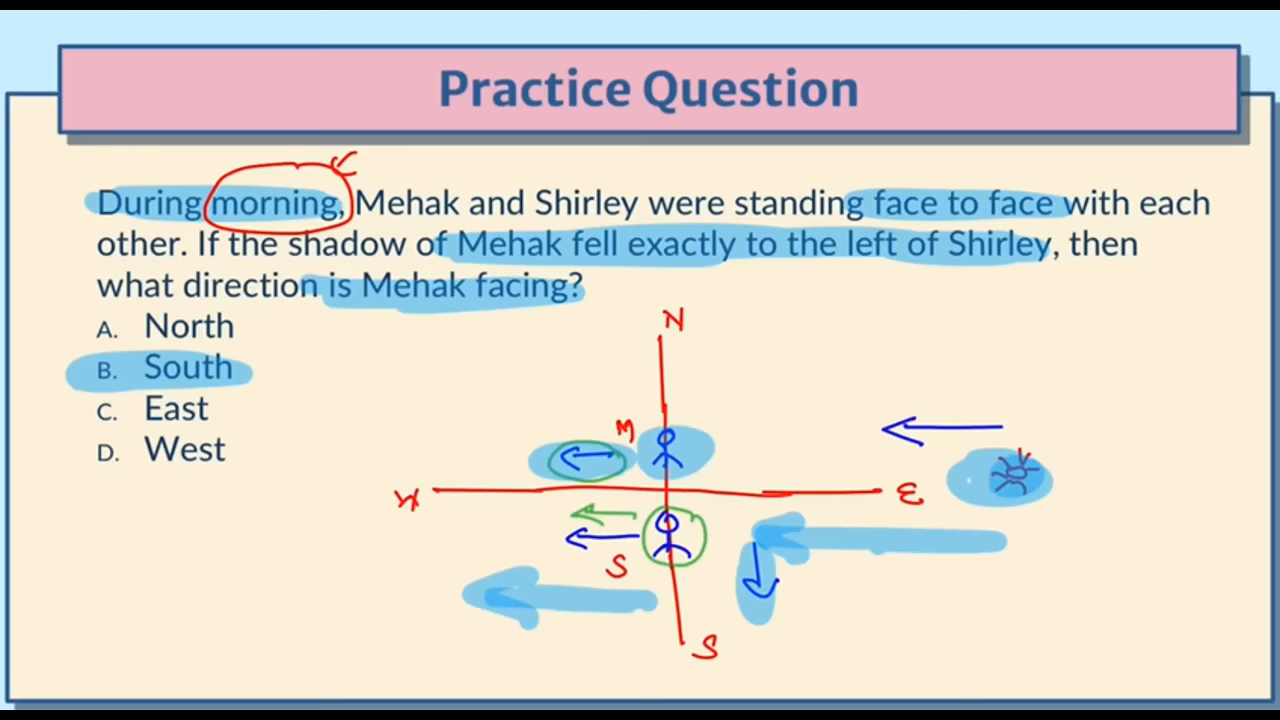 Practice Question
During morning, Mehak and Shirley were standing face to face with each
other. If the shadow of Mehak fell exactly to the left of Shirley, then
what direction is Mehak facing?
A. North
B. South
C. East
D. West
N
M
W
E
S
S